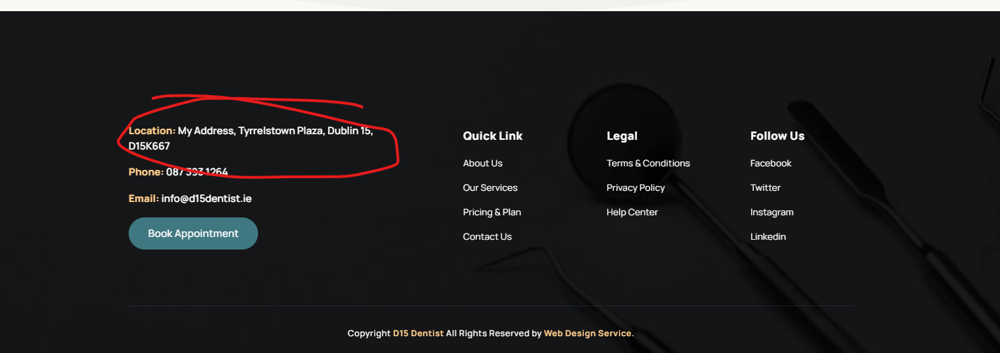 Location: My Address, Tyrrelstown Plaza, Dublin 15,
D15K667
Phone: 087 393 1264
Email: info@d15dentist.ie
Book Appointment
Quick Link
About Us
Our Services
Pricing & Plan
Contact Us
Legal
Terms & Conditions
Privacy Policy
Help Center
Follow Us
Facebook
Twitter
Instagram
Linkedin
Copyright D15 Dentist All Rights Reserved by Web Design Service.